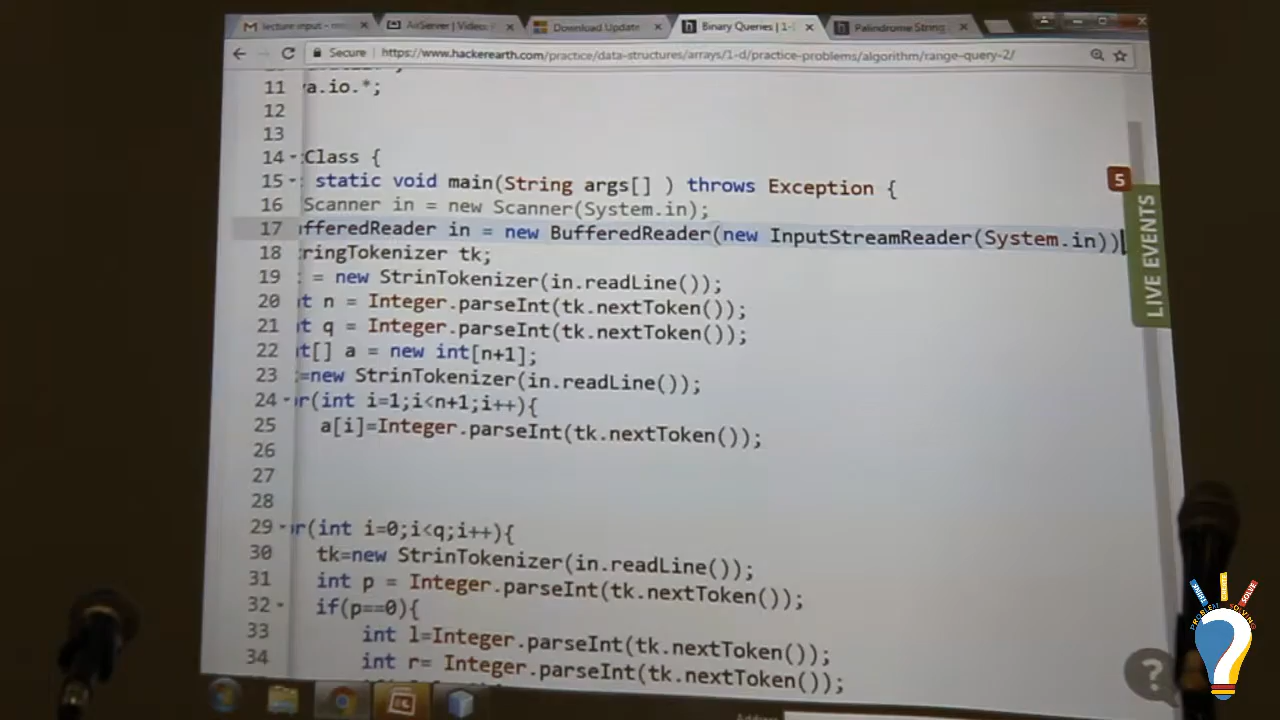 lecture input
AirServer | Video
Download Update
Binary Queries | 1-
Palindrome String
Secure
https://www.hackerearth.com/practice/data-structures/arrays/1-d/practice-problems/algorithm/range-query-2/
11 a.io.*;
12
13
14 Class {
15 static void main(String args[] ) throws Exception {
16 Scanner in = new Scanner(System.in);
17 ufferedReader in = new BufferedReader(new InputStreamReader(System.in))
18 ringTokenizer tk;
19 = new StrinTokenizer(in.readLine());
20 t n = Integer.parseInt(tk.nextToken());
21 t q = Integer.parseInt(tk.nextToken());
22 t[] a = new int[n+1];
23 =new StrinTokenizer(in.readLine());
24 r(int i=1;i<n+1;i++){
25 a[i]=Integer.parseInt(tk.nextToken());
26
27
28
29 r(int i=0;i<q;i++){
30 tk=new StrinTokenizer(in.readLine());
31 int p = Integer.parseInt(tk.nextToken());
32 if(p==0){
33 int l=Integer.parseInt(tk.nextToken());
34 int r= Integer.parseInt(tk.nextToken());
5
LIVE EVENTS
?
THINK
SOLVE
PROBLEM SOLVING